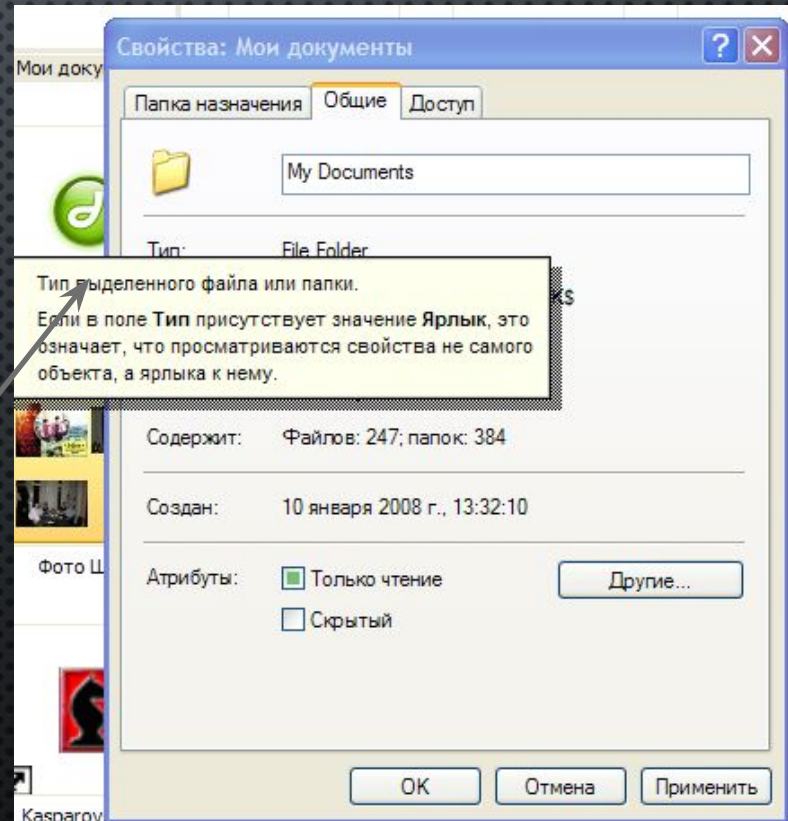 Свойства: Мои документы
Мои доку
Папка назначения Общие Доступ
My Documents
Тип: File Folder
Тип выделенного файла или папки.
Если в поле Тип присутствует значение Ярлык, это
означает, что просматриваются свойства не самого
объекта, а ярлыка к нему.
Содержит: Файлов: 247; папок: 384
Создан: 10 января 2008 г., 13:32:10
Фото Ш
Атрибуты: Только чтение Другие...
Скрытый
OK Отмена Применить
Kasparov